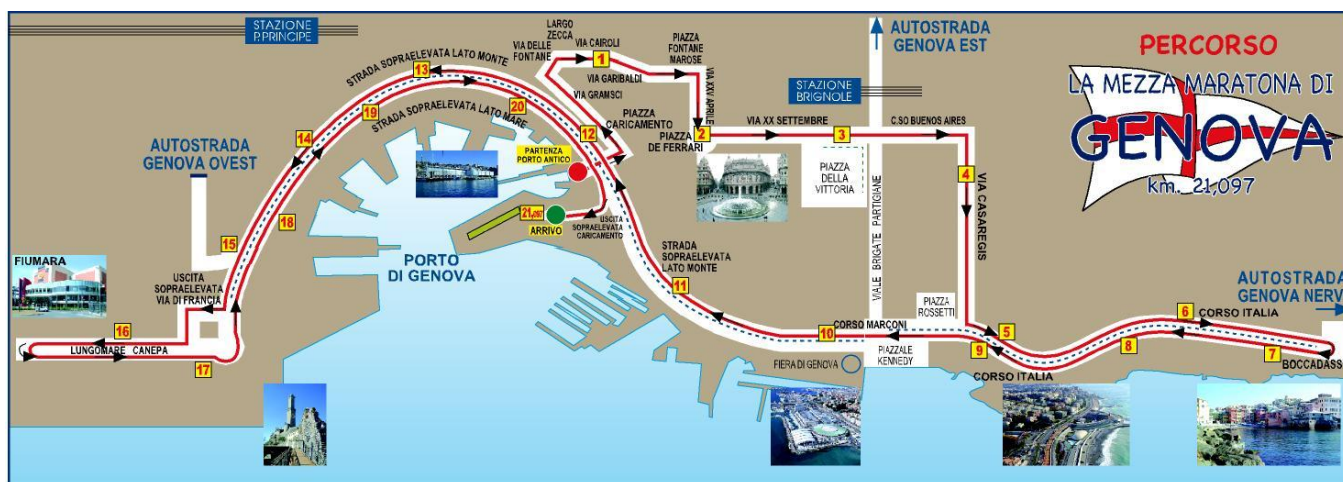 STAZIONE
P.PRINCIPE
LARGO
ZECCA
VIA DELLE
FONTANE
VIA CAIROLI
1
PIAZZA
FONTANE
MAROSE
VIA GARIBALDI
VIA GRAMSCI
VIA XXV APRILE
AUTOSTRADA
GENOVA EST
PERCORSO
LA MEZZA MARATONA DI
GENOVA
km. 21,097
STAZIONE
BRIGNOLE
STRADA SOPRAELEVATA LATO MONTE
13
STRADA SOPRAELEVATA LATO MARE
19
20
12
PIAZZA
CARICAMENTO
PIAZZA
DE FERRARI
2
VIA XX SETTEMBRE
3
C.SO BUENOS AIRES
14
AUTOSTRADA
GENOVA OVEST
PARTENZA
PORTO ANTICO
PIAZZA
DELLA
VITTORIA
4
VIA CASAREGIS
VIALE BRIGATE PARTIGIANE
18
15
21,097
ARRIVO
USCITA
SOPRAELEVATA
CARICAMENTO
PORTO
DI GENOVA
STRADA
SOPRAELEVATA
LATO MONTE
11
FIUMARA
USCITA
SOPRAELEVATA
VIA DI FRANCIA
16
LUNGOMARE CANEPA
17
PIAZZA
ROSSETTI
10
CORSO MARCONI
FIERA DI GENOVA
PIAZZALE
KENNEDY
5
9
CORSO ITALIA
8
6
CORSO ITALIA
7
BOCCADASS
AUTOSTRADA
GENOVA NERV